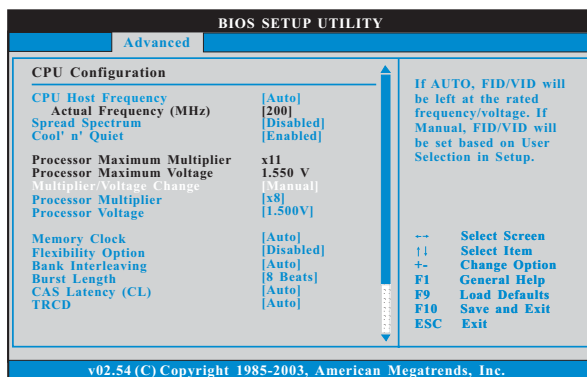 BIOS SETUP UTILITY
Advanced
CPU Configuration
CPU Host Frequency [Auto]
Actual Frequency (MHz) [200]
Spread Spectrum [Disabled]
Cool' n' Quiet [Enabled]
Processor Maximum Multiplier x11
Processor Maximum Voltage 1.550 V
Multiplier/Voltage Change [Manual]
Processor Multiplier [x8]
Processor Voltage [1.500V]
Memory Clock [Auto]
Flexibility Option [Disabled]
Bank Interleaving [Auto]
Burst Length [8 Beats]
CAS Latency (CL) [Auto]
TRCD [Auto]
If AUTO, FID/VID will
be left at the rated
frequency/voltage. If
Manual, FID/VID will
be set based on User
Selection in Setup.
←→ Select Screen
↑↓ Select Item
+- Change Option
F1 General Help
F9 Load Defaults
F10 Save and Exit
ESC Exit
v02.54 (C) Copyright 1985-2003, American Megatrends, Inc.